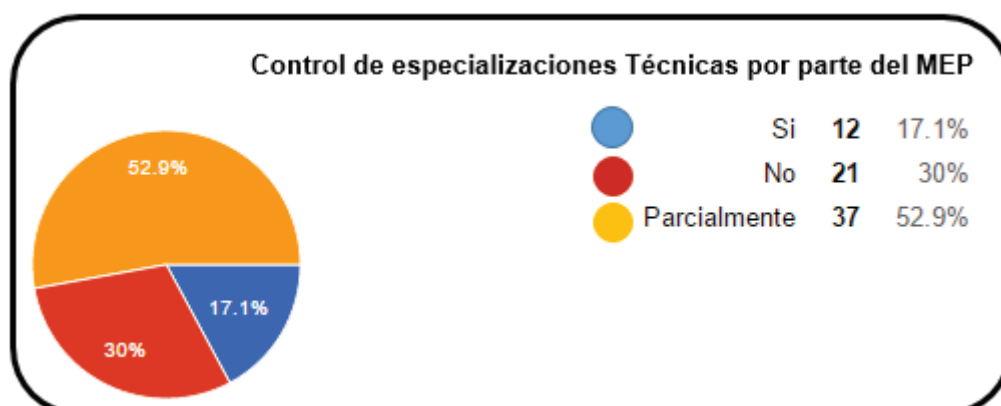 Control de especializaciones Técnicas por parte del MEP
Si 12 17.1%
No 21 30%
Parcialmente 37 52.9%
52.9%
17.1%
30%